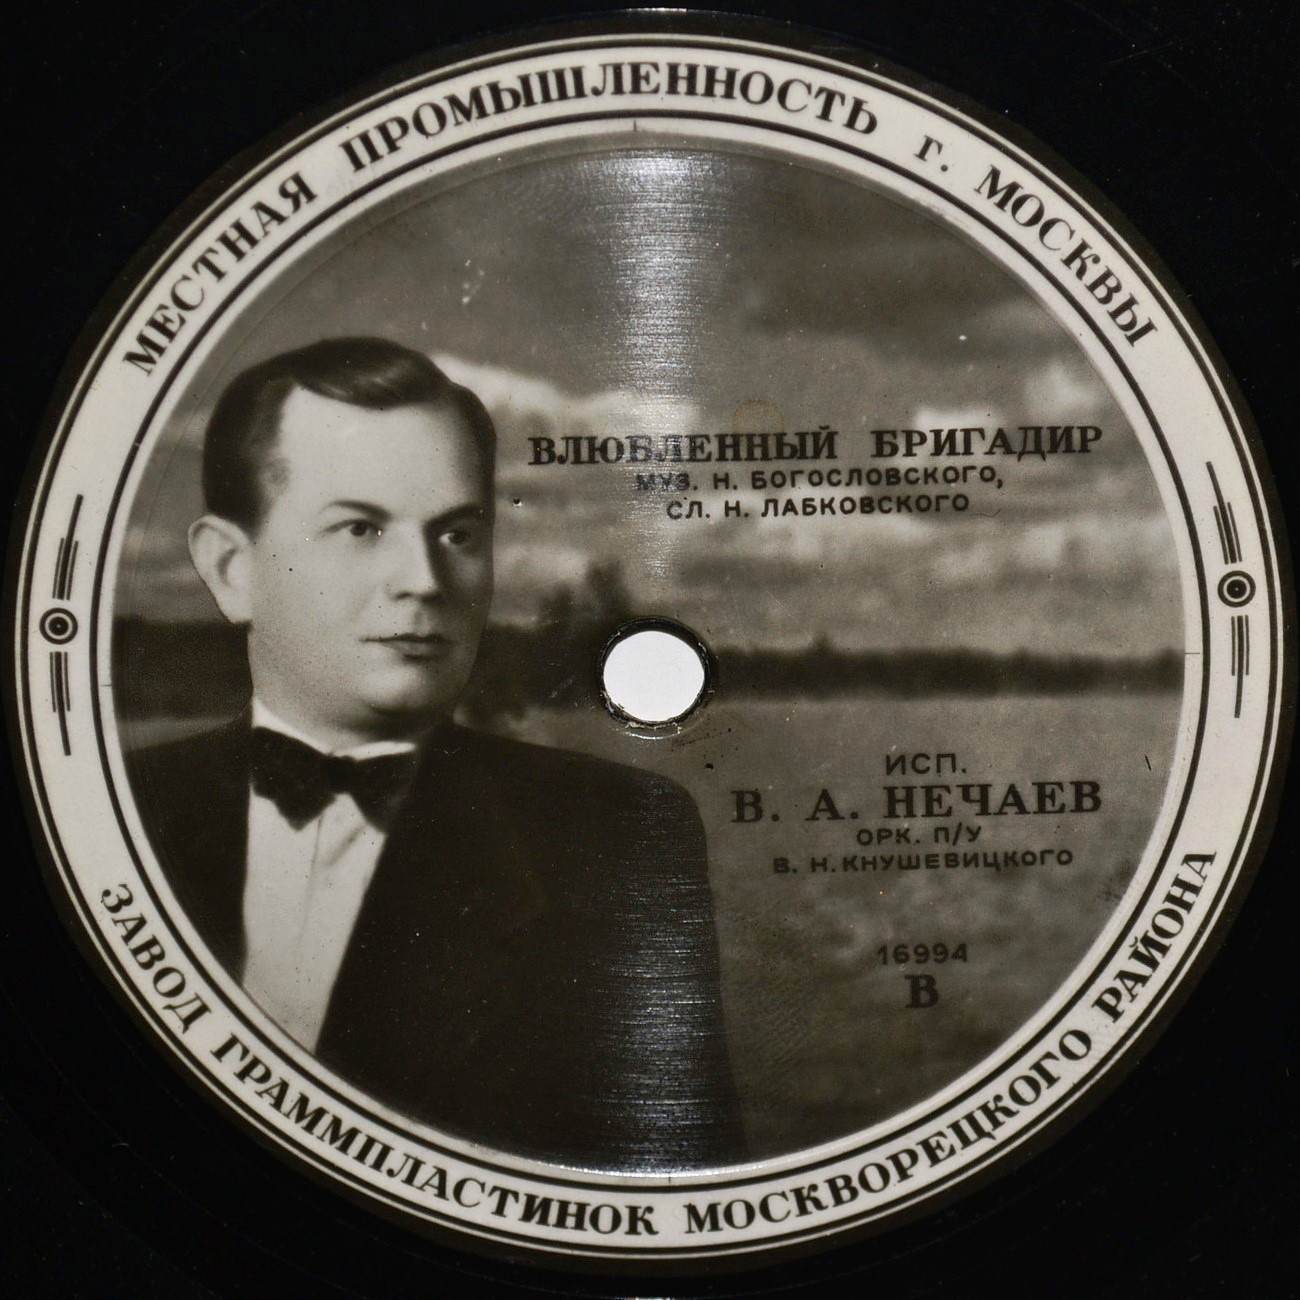 МЕСТНАЯ ПРОМЫШЛЕННОСТЬ г. МОСКВЫ
ВЛЮБЛЕННЫЙ БРИГАДИР
МУЗ. Н. БОГОСЛОВСКОГО,
СЛ. Н. ЛАБКОВСКОГО
ИСП.
В. А. НЕЧАЕВ
ОРК. П/У
В. Н. КНУШЕВИЦКОГО
16994
В
ЗАВОД ГРАММПЛАСТИНОК МОСКВОРЕЦКОГО РАЙОНА